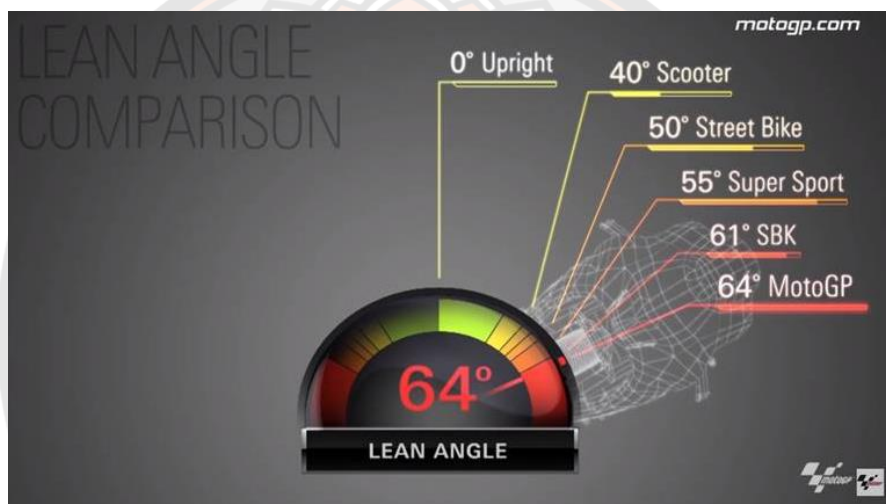 motogp.com
LEAN ANGLE
COMPARISON
0° Upright
40° Scooter
50° Street Bike
55° Super Sport
61° SBK
64° MotoGP
64°
LEAN ANGLE
MotoGP